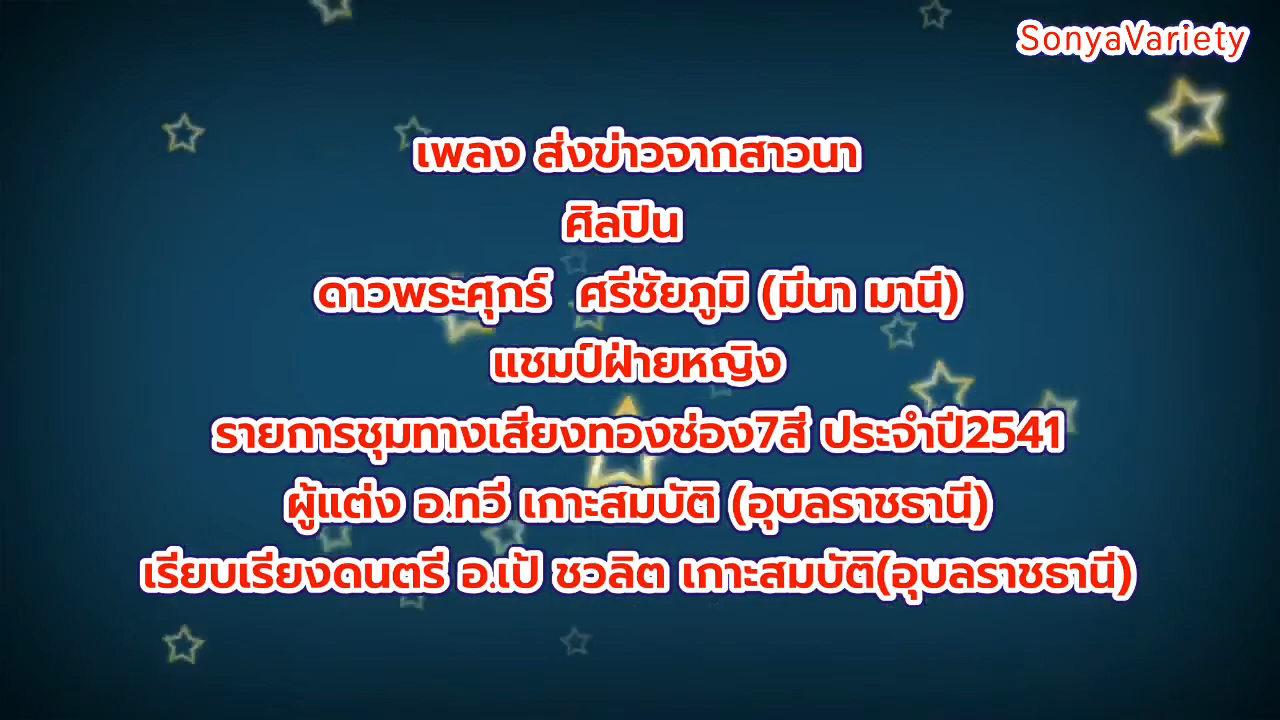 SonyaVariety
เพลง ส่งข่าวจากสาวนา
ศิลปิน
ดาวพระศุกร์ ศรีชัยภูมิ (มีนา มานี)
แชมป์ฝ่ายหญิง
รายการชุมทางเสียงทองช่อง7สี ประจำปี2541
ผู้แต่ง อ.ทวี เกาะสมบัติ (อุบลราชธานี)
เรียบเรียงดนตรี อ.เป้ ชวลิต เกาะสมบัติ(อุบลราชธานี)